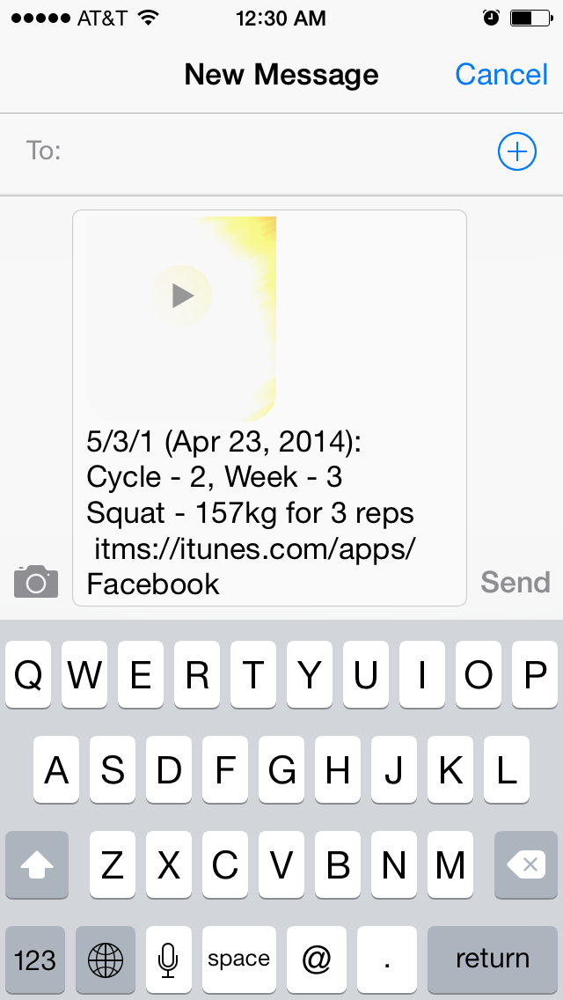 AT&T 12:30 AM
New Message Cancel
To:
5/3/1 (Apr 23, 2014):
Cycle - 2, Week - 3
Squat - 157kg for 3 reps
itms://itunes.com/apps/
Facebook
Send
Q W E R T Y U I O P
A S D F G H J K L
Z X C V B N M
123 space @ . return